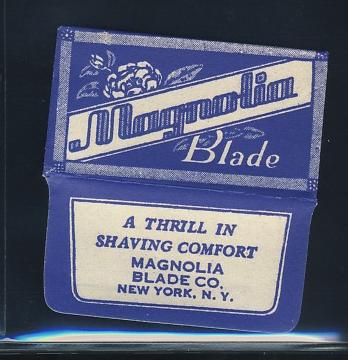 Magnolia
Blade
A THRILL IN
SHAVING COMFORT
MAGNOLIA
BLADE CO.
NEW YORK, N. Y.